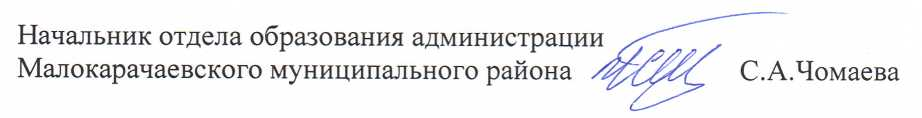 Начальник отдела образования администрации
Малокарачаевского муниципального района С.А.Чомаева